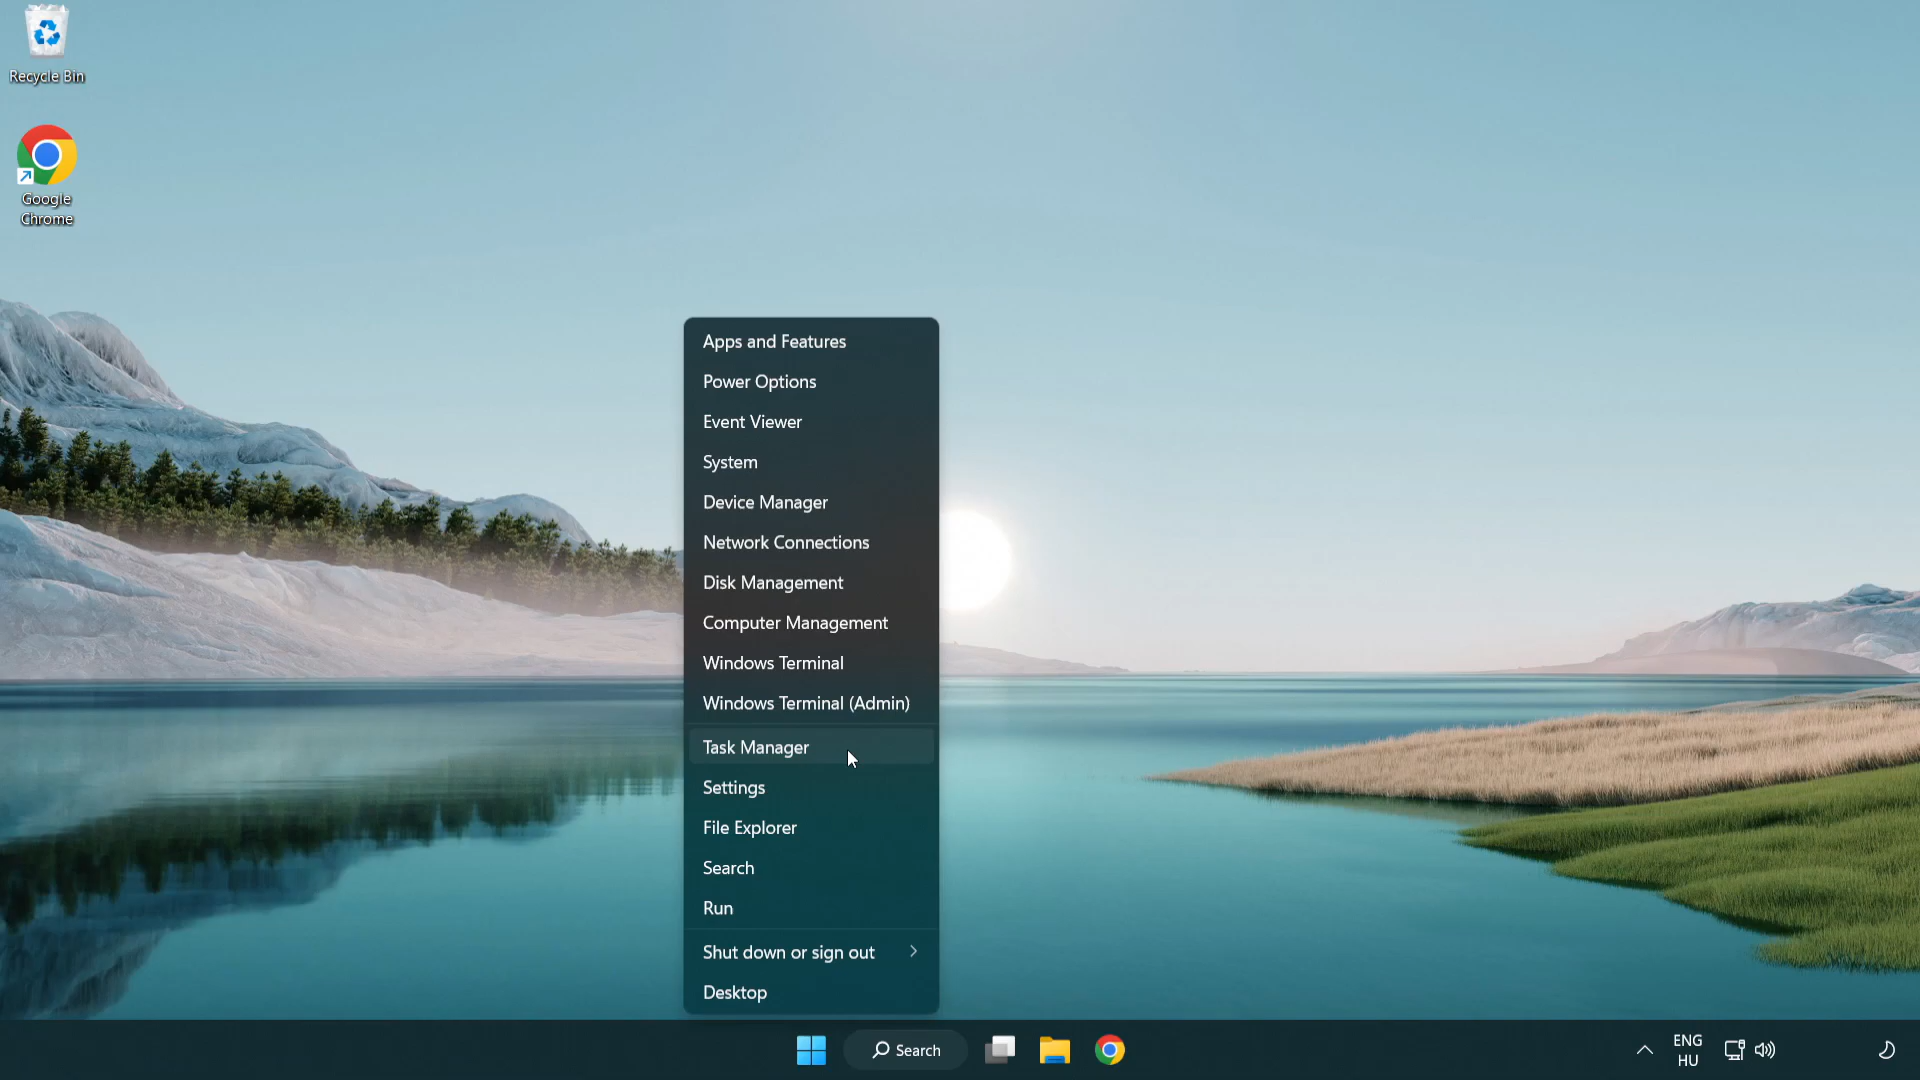 Recycle Bin
Google
Chrome
Apps and Features
Power Options
Event Viewer
System
Device Manager
Network Connections
Disk Management
Computer Management
Windows Terminal
Windows Terminal (Admin)
Task Manager
Settings
File Explorer
Search
Run
Shut down or sign out
Desktop
Search
ENG
HU